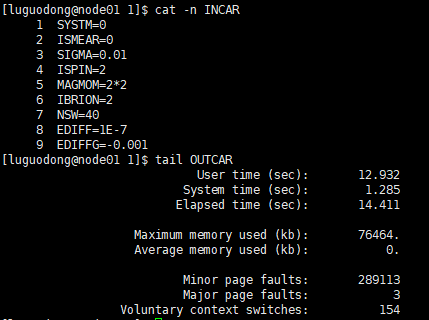 [luguodong@node01 1]$ cat -n INCAR
1 SYSTM=0
2 ISMEAR=0
3 SIGMA=0.01
4 ISPIN=2
5 MAGMOM=2*2
6 IBRION=2
7 NSW=40
8 EDIFF=1E-7
9 EDIFFG=-0.001
[luguodong@node01 1]$ tail OUTCAR
User time (sec): 12.932
System time (sec): 1.285
Elapsed time (sec): 14.411
Maximum memory used (kb): 76464.
Average memory used (kb): 0.
Minor page faults: 289113
Major page faults: 3
Voluntary context switches: 154